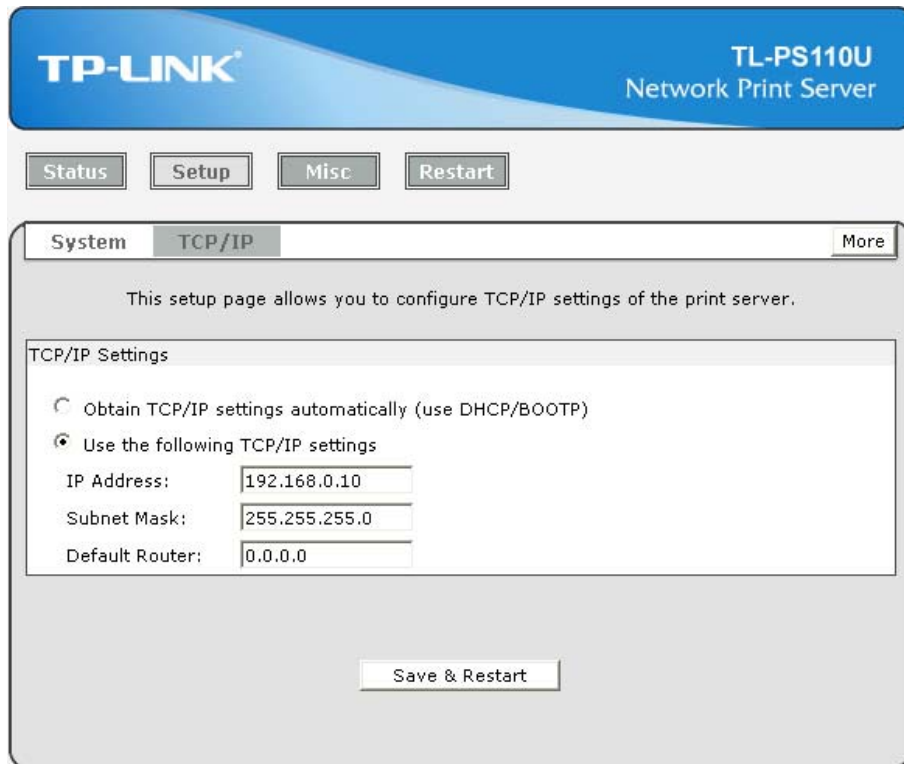 TP-LINK®
TL-PS110U
Network Print Server
Status Setup Misc Restart
System TCP/IP More
This setup page allows you to configure TCP/IP settings of the print server.
TCP/IP Settings
Obtain TCP/IP settings automatically (use DHCP/BOOTP)
Use the following TCP/IP settings
IP Address: 192.168.0.10
Subnet Mask: 255.255.255.0
Default Router: 0.0.0.0
Save & Restart